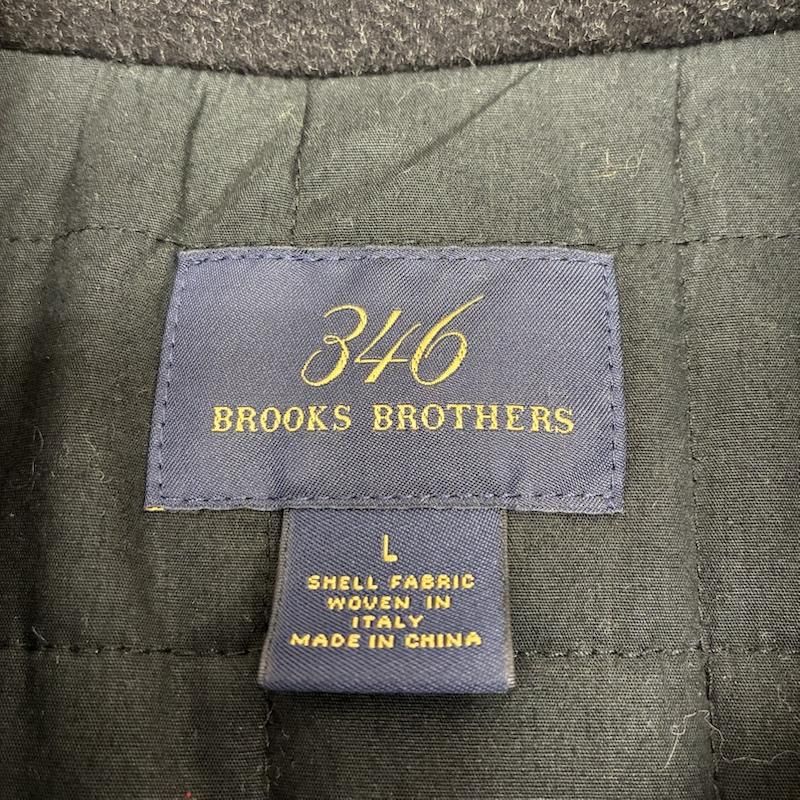 346
BROOKS BROTHERS
L
SHELL FABRIC
WOVEN IN
ITALY
MADE IN CHINA